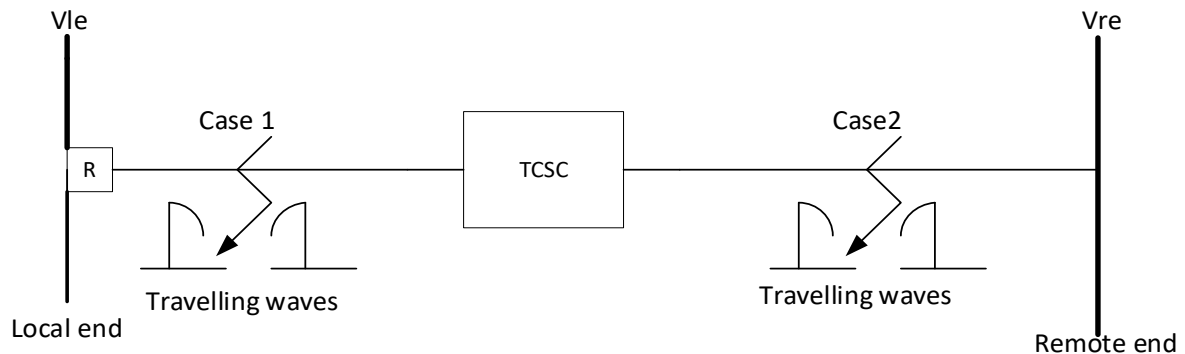 Vle
Vre
Case 1
Case2
R
TCSC
Travelling waves
Travelling waves
Local end
Remote end